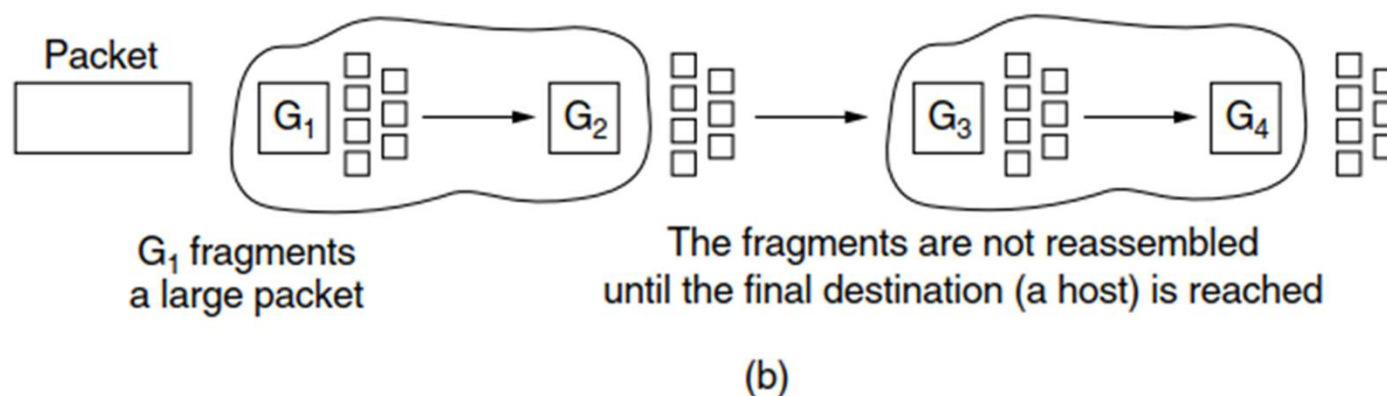 Packet
G₁
G₂
G₃
G₄
G₁ fragments
a large packet
The fragments are not reassembled
until the final destination (a host) is reached
(b)